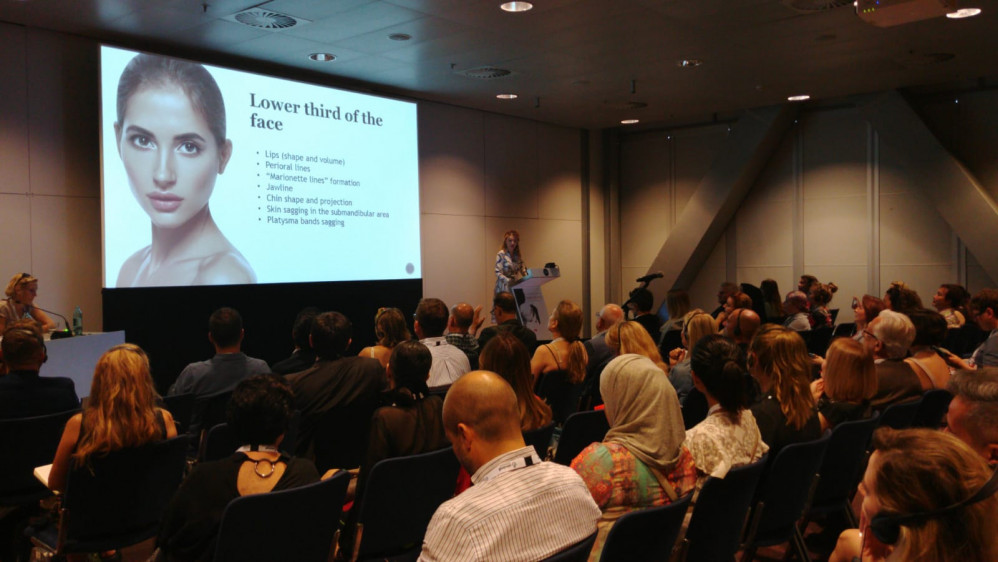 Lower third of the
face
• Lips (shape and volume)
• Perioral lines
• "Marionette lines" formation
• Jawline
• Chin shape and projection
• Skin sagging in the submandibular area
• Platysma bands sagging